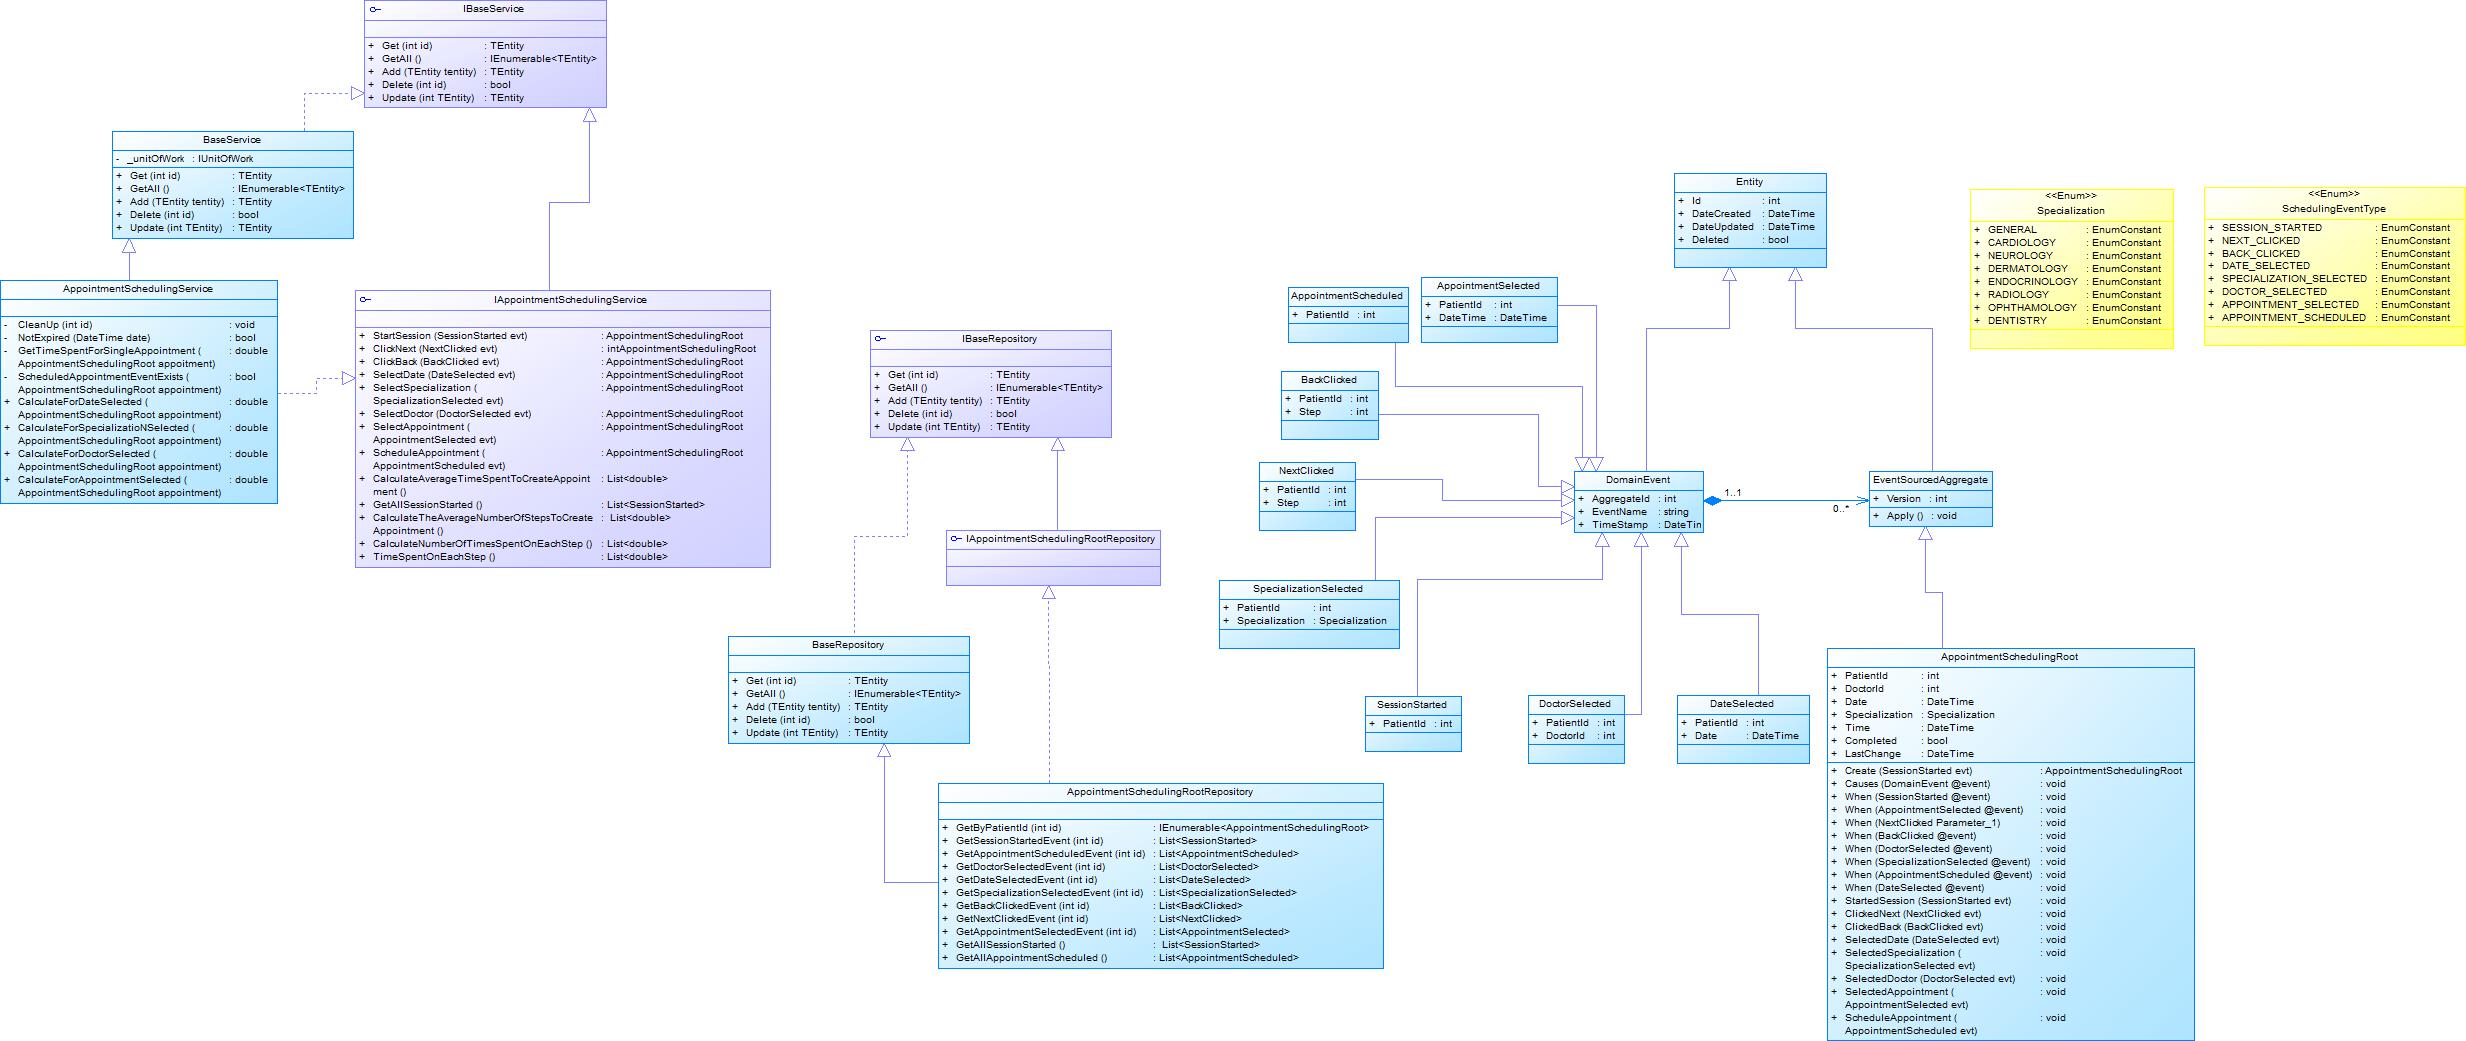 IBaseService
+ Get (int id) : TEntity
+ GetAll () : IEnumerable<TEntity>
+ Add (TEntity tentity) : TEntity
+ Delete (int id) : bool
+ Update (int TEntity) : TEntity
BaseService
- _unitOfWork : IUnitOfWork
+ Get (int id) : TEntity
+ GetAll () : IEnumerable<TEntity>
+ Add (TEntity tentity) : TEntity
+ Delete (int id) : bool
+ Update (int TEntity) : TEntity
AppointmentSchedulingService
- CleanUp (int id) : void
- NotExpired (DateTime date) : bool
- GetTimeSpentForSingleAppointment ( : double
AppointmentSchedulingRoot appoitment)
- ScheduledAppointmentEventExists ( : bool
AppointmentSchedulingRoot appointment)
+ CalculateForDateSelected ( : double
AppointmentSchedulingRoot appointment)
+ CalculateForSpecializatioNSelected ( : double
AppointmentSchedulingRoot appointment)
+ CalculateForDoctorSelected ( : double
AppointmentSchedulingRoot appointment)
+ CalculateForAppointmentSelected ( : double
AppointmentSchedulingRoot appointment)
IAppointmentSchedulingService
+ StartSession (SessionStarted evt) : AppointmentSchedulingRoot
+ ClickNext (NextClicked evt) : intAppointmentSchedulingRoot
+ ClickBack (BackClicked evt) : AppointmentSchedulingRoot
+ SelectDate (DateSelected evt) : AppointmentSchedulingRoot
+ SelectSpecialization ( : AppointmentSchedulingRoot
SpecializationSelected evt)
+ SelectDoctor (DoctorSelected evt) : AppointmentSchedulingRoot
+ SelectAppointment ( : AppointmentSchedulingRoot
AppointmentSelected evt)
+ ScheduleAppointment ( : AppointmentSchedulingRoot
AppointmentScheduled evt)
+ CalculateAverageTimeSpentToCreateAppoint : List<double>
ment ()
+ GetAllSessionStarted () : List<SessionStarted>
+ CalculateTheAverageNumberOfStepsToCreate : List<double>
Appointment ()
+ CalculateNumberOfTimesSpentOnEachStep () : List<double>
+ TimeSpentOnEachStep () : List<double>
IBaseRepository
+ Get (int id) : TEntity
+ GetAll () : IEnumerable<TEntity>
+ Add (TEntity tentity) : TEntity
+ Delete (int id) : bool
+ Update (int TEntity) : TEntity
IAppointmentSchedulingRootRepository
BaseRepository
+ Get (int id) : TEntity
+ GetAll () : IEnumerable<TEntity>
+ Add (TEntity tentity) : TEntity
+ Delete (int id) : bool
+ Update (int TEntity) : TEntity
AppointmentSchedulingRootRepository
+ GetByPatientId (int id) : IEnumerable<AppointmentSchedulingRoot>
+ GetSessionStartedEvent (int id) : List<SessionStarted>
+ GetAppointmentScheduledEvent (int id) : List<AppointmentScheduled>
+ GetDoctorSelectedEvent (int id) : List<DoctorSelected>
+ GetDateSelectedEvent (int id) : List<DateSelected>
+ GetSpecializationSelectedEvent (int id) : List<SpecializationSelected>
+ GetBackClickedEvent (int id) : List<BackClicked>
+ GetNextClickedEvent (int id) : List<NextClicked>
+ GetAppointmentSelectedEvent (int id) : List<AppointmentSelected>
+ GetAllSessionStarted () : List<SessionStarted>
+ GetAllAppointmentScheduled () : List<AppointmentScheduled>
AppointmentScheduled
+ PatientId : int
AppointmentSelected
+ PatientId : int
+ DateTime : DateTime
BackClicked
+ PatientId : int
+ Step : int
NextClicked
+ PatientId : int
+ Step : int
SpecializationSelected
+ PatientId : int
+ Specialization : Specialization
SessionStarted
+ PatientId : int
DoctorSelected
+ PatientId : int
+ DoctorId : int
DateSelected
+ PatientId : int
+ Date : DateTime
Entity
+ Id : int
+ DateCreated : DateTime
+ DateUpdated : DateTime
+ Deleted : bool
DomainEvent
+ AggregateId : int
+ EventName : string
+ TimeStamp : DateTin
1..1
0..*
EventSourcedAggregate
+ Version : int
+ Apply () : void
<<Enum>>
Specialization
+ GENERAL : EnumConstant
+ CARDIOLOGY : EnumConstant
+ NEUROLOGY : EnumConstant
+ DERMATOLOGY : EnumConstant
+ ENDOCRINOLOGY : EnumConstant
+ RADIOLOGY : EnumConstant
+ OPHTHAMOLOGY : EnumConstant
+ DENTISTRY : EnumConstant
<<Enum>>
SchedulingEventType
+ SESSION_STARTED : EnumConstant
+ NEXT_CLICKED : EnumConstant
+ BACK_CLICKED : EnumConstant
+ DATE_SELECTED : EnumConstant
+ SPECIALIZATION_SELECTED : EnumConstant
+ DOCTOR_SELECTED : EnumConstant
+ APPOINTMENT_SELECTED : EnumConstant
+ APPOINTMENT_SCHEDULED : EnumConstant
AppointmentSchedulingRoot
+ PatientId : int
+ DoctorId : int
+ Date : DateTime
+ Specialization : Specialization
+ Time : DateTime
+ Completed : bool
+ LastChange : DateTime
+ Create (SessionStarted evt) : AppointmentSchedulingRoot
+ Causes (DomainEvent @event) : void
+ When (SessionStarted @event) : void
+ When (AppointmentSelected @event) : void
+ When (NextClicked Parameter_1) : void
+ When (BackClicked @event) : void
+ When (DoctorSelected @event) : void
+ When (SpecializationSelected @event) : void
+ When (AppointmentScheduled @event) : void
+ When (DateSelected @event) : void
+ StartedSession (SessionStarted evt) : void
+ ClickedNext (NextClicked evt) : void
+ ClickedBack (BackClicked evt) : void
+ SelectedDate (DateSelected evt) : void
+ SelectedSpecialization ( : void
SpecializationSelected evt)
+ SelectedDoctor (DoctorSelected evt) : void
+ SelectedAppointment ( : void
AppointmentSelected evt)
+ ScheduleAppointment ( : void
AppointmentScheduled evt)